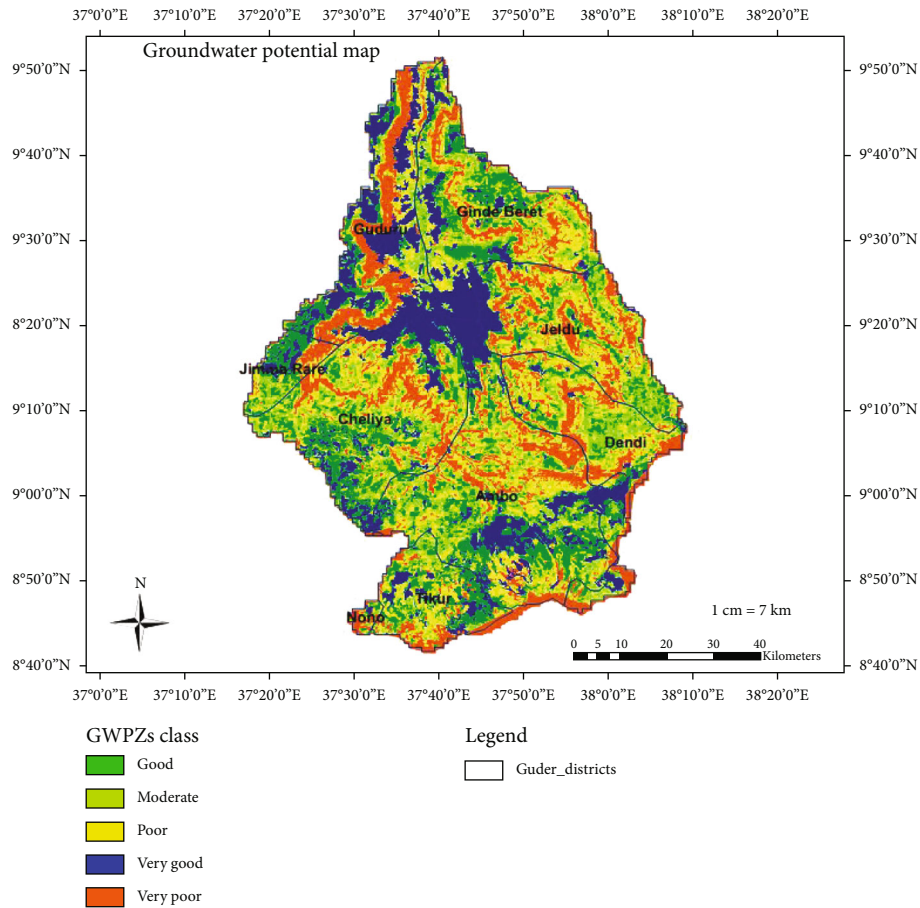 37°0'0"E 37°10'0"E 37°20'0"E 37°30'0"E 37°40'0"E 37°50'0"E 38°0'0"E 38°10'0"E 38°20'0"E
Groundwater potential map
9°50'0"N 9°50'0"N
9°40'0"N 9°40'0"N
Ginde Beret
Guduru
9°30'0"N 9°30'0"N
8°20'0"N 9°20'0"N
Jeldu
Jimma Rare
9°10'0"N 9°10'0"N
Cheliya
Dendi
9°00'0"N 9°00'0"N
Ambo
8°50'0"N 8°50'0"N
N
Tikur
Nono
1 cm = 7 km
0 5 10 20 30 40
Kilometers
8°40'0"N 8°40'0"N
37°0'0"E 37°10'0"E 37°20'0"E 37°30'0"E 37°40'0"E 37°50'0"E 38°0'0"E 38°10'0"E 38°20'0"E
GWPZs class
Good
Moderate
Poor
Very good
Very poor
Legend
Guder_districts